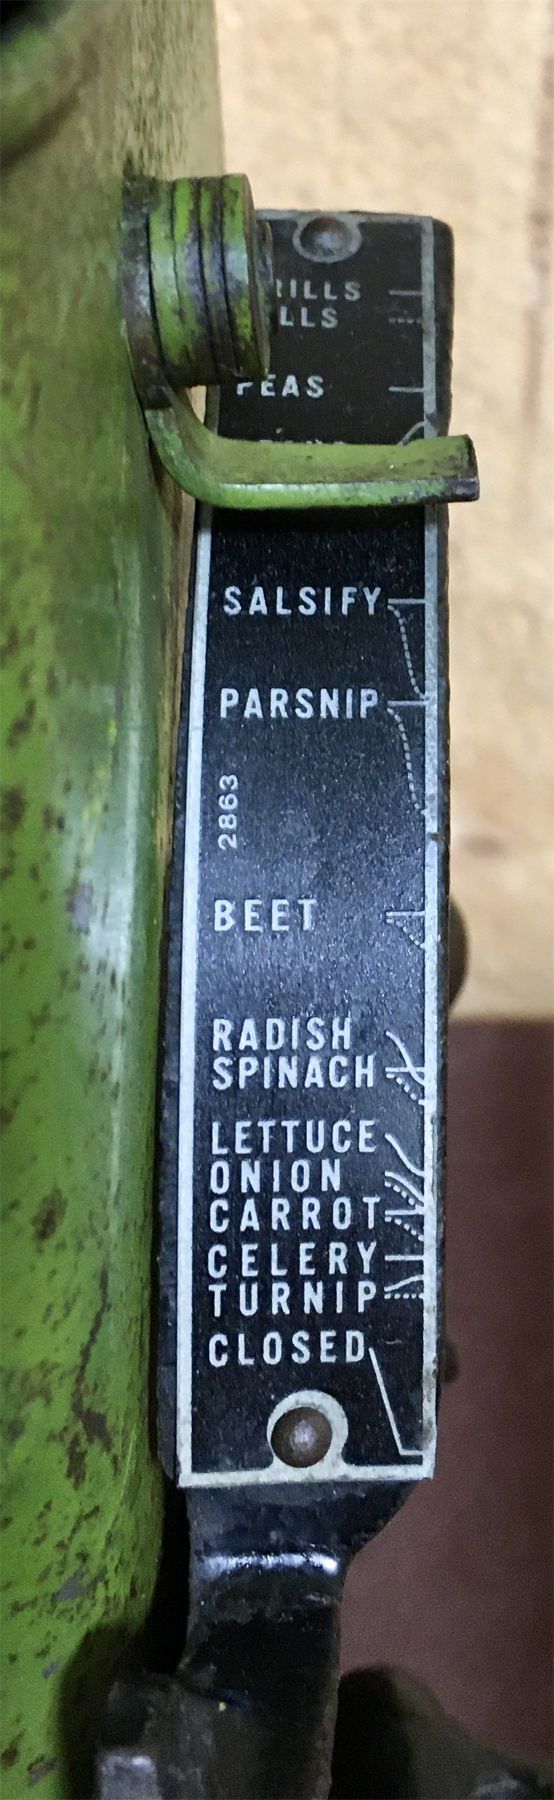 PEAS
SALSIFY
PARSNIP
2863
BEET
RADISH
SPINACH
LETTUCE
ONION
CARROT
CELERY
TURNIP
CLOSED